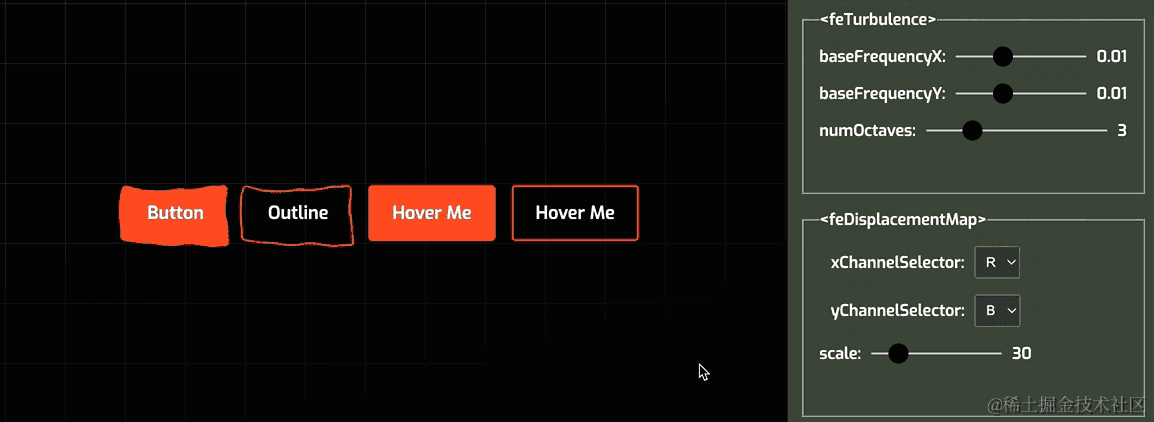 Button
Outline
Hover Me
Hover Me
<feTurbulence>
baseFrequencyX: 0.01
baseFrequencyY: 0.01
numOctaves: 3
<feDisplacementMap>
xChannelSelector: R
yChannelSelector: B
scale: 30
@稀土掘金技术社区